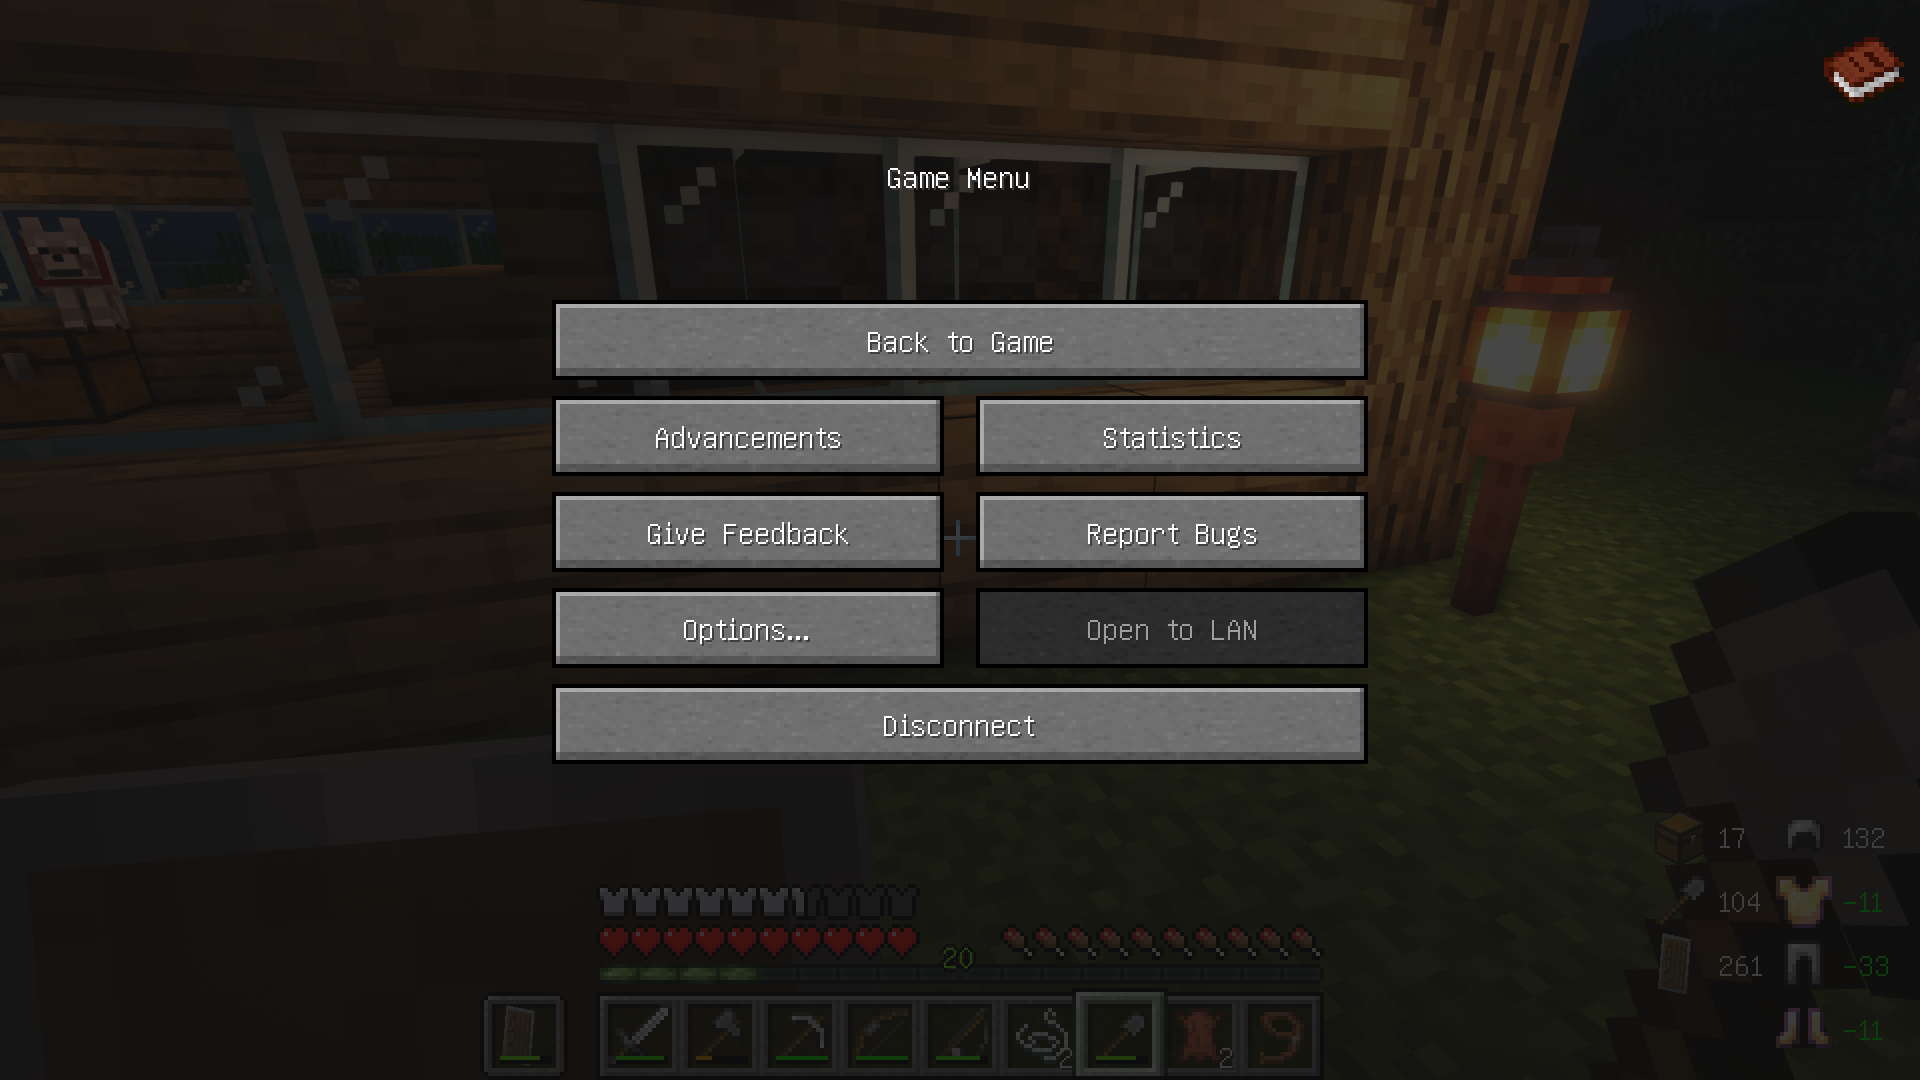 Game Menu
Back to Game
Advancements
Statistics
Give Feedback
Report Bugs
Options...
Open to LAN
Disconnect
17
132
104
-11
261
-33
-11
20
2
2